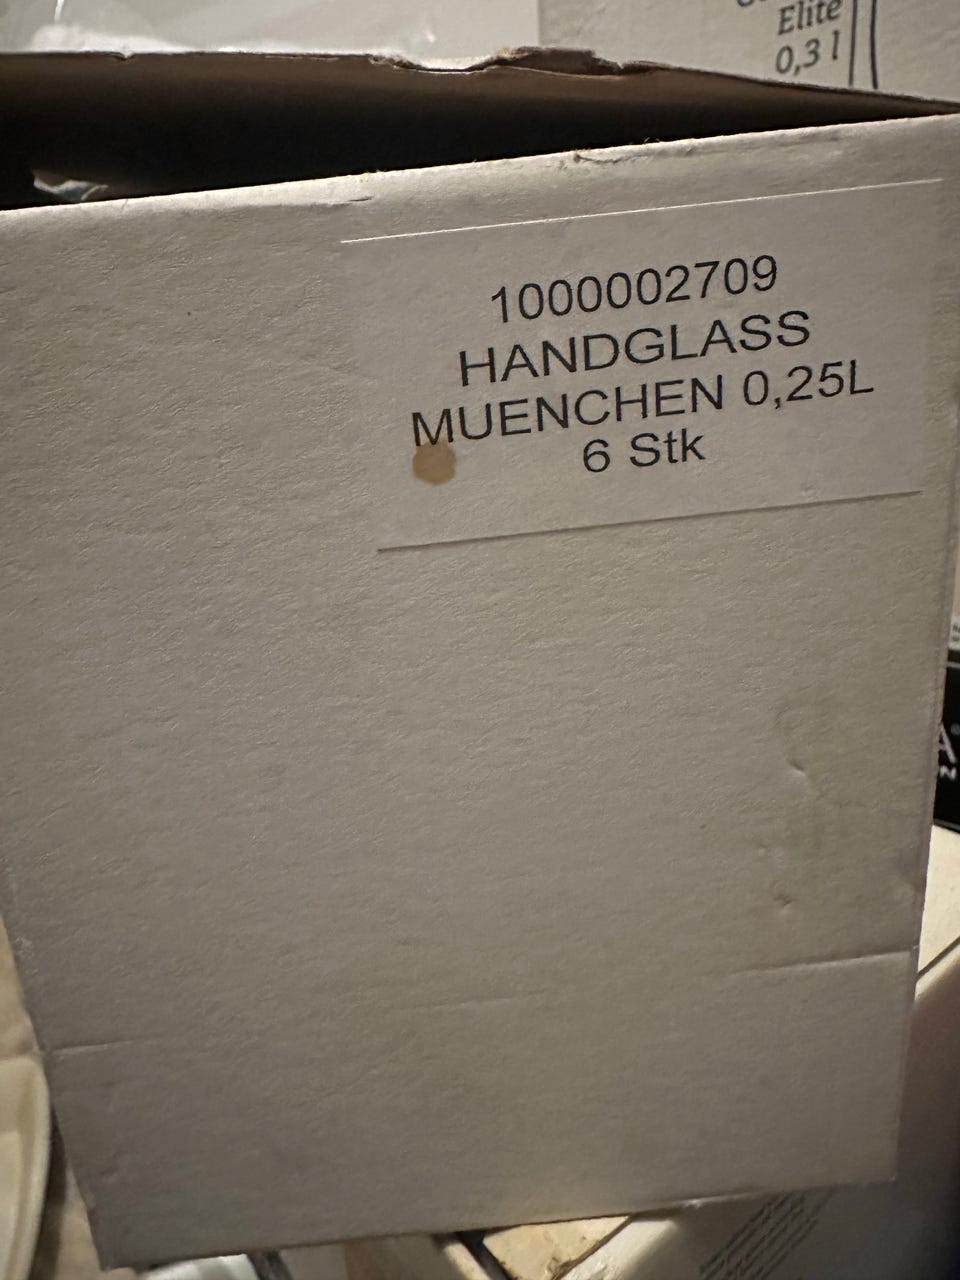 Elite
0,3 l
1000002709
HANDGLASS
MUENCHEN 0,25L
6 Stk